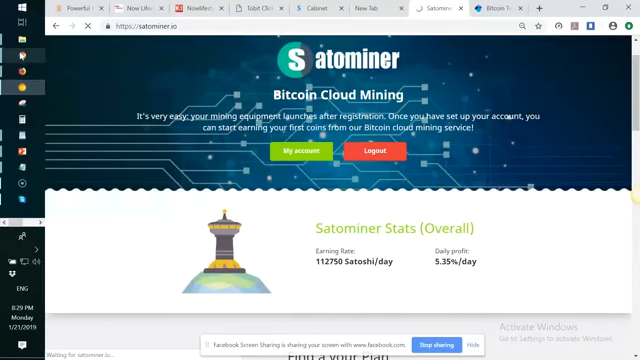 Powerful
Now Lifes
Nowlifesty
Tobit Click
Cabinet
New Tab
Satominer
Bitcoin Tra
https://satominer.io
Satominer
Bitcoin Cloud Mining
It's very easy: your mining equipment launches after registration. Once you have set up your account, you
can start earning your first coins from our Bitcoin cloud mining service!
My account
Logout
Satominer Stats (Overall)
Earning Rate:
Daily profit:
112750 Satoshi/day
5.35%/day
ENG
8:29 PM
Monday
1/21/2019
Activate Windows
Go to Settings to activate Windows.
Facebook Screen Sharing is sharing your screen with www.facebook.com.
Stop sharing
Hide
Waiting for satominer.io...
Find a your Plan